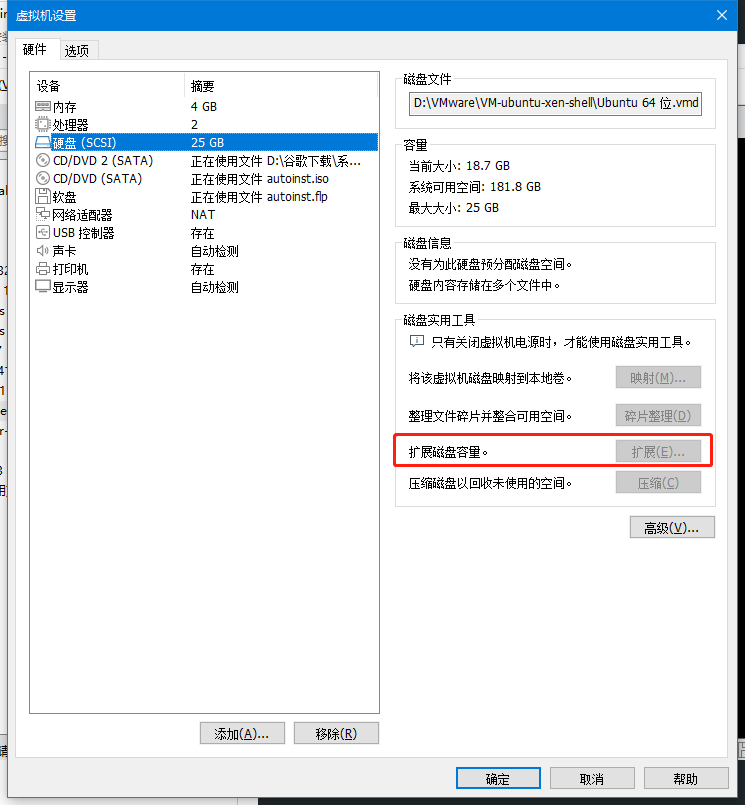 虚拟机设置
硬件 选项
设备 摘要
内存 4 GB
处理器 2
硬盘 (SCSI) 25 GB
CD/DVD 2 (SATA) 正在使用文件 D:\谷歌下载\系...
CD/DVD (SATA) 正在使用文件 autoinst.iso
软盘 正在使用文件 autoinst.flp
网络适配器 NAT
USB 控制器 存在
声卡 自动检测
打印机 存在
显示器 自动检测
添加(A)... 移除(R)
磁盘文件
D:\VMware\VM-ubuntu-xen-shell\Ubuntu 64 位.vmd
容量
当前大小: 18.7 GB
系统可用空间: 181.8 GB
最大大小: 25 GB
磁盘信息
没有为此硬盘预分配磁盘空间。
硬盘内容存储在多个文件中。
磁盘实用工具
只有关闭虚拟机电源时，才能使用磁盘实用工具。
将该虚拟机磁盘映射到本地卷。 映射(M)...
整理文件碎片并整合可用空间。 碎片整理(D)
扩展磁盘容量。 扩展(E)...
压缩磁盘以回收未使用的空间。 压缩(C)
高级(V)...
确定 取消 帮助